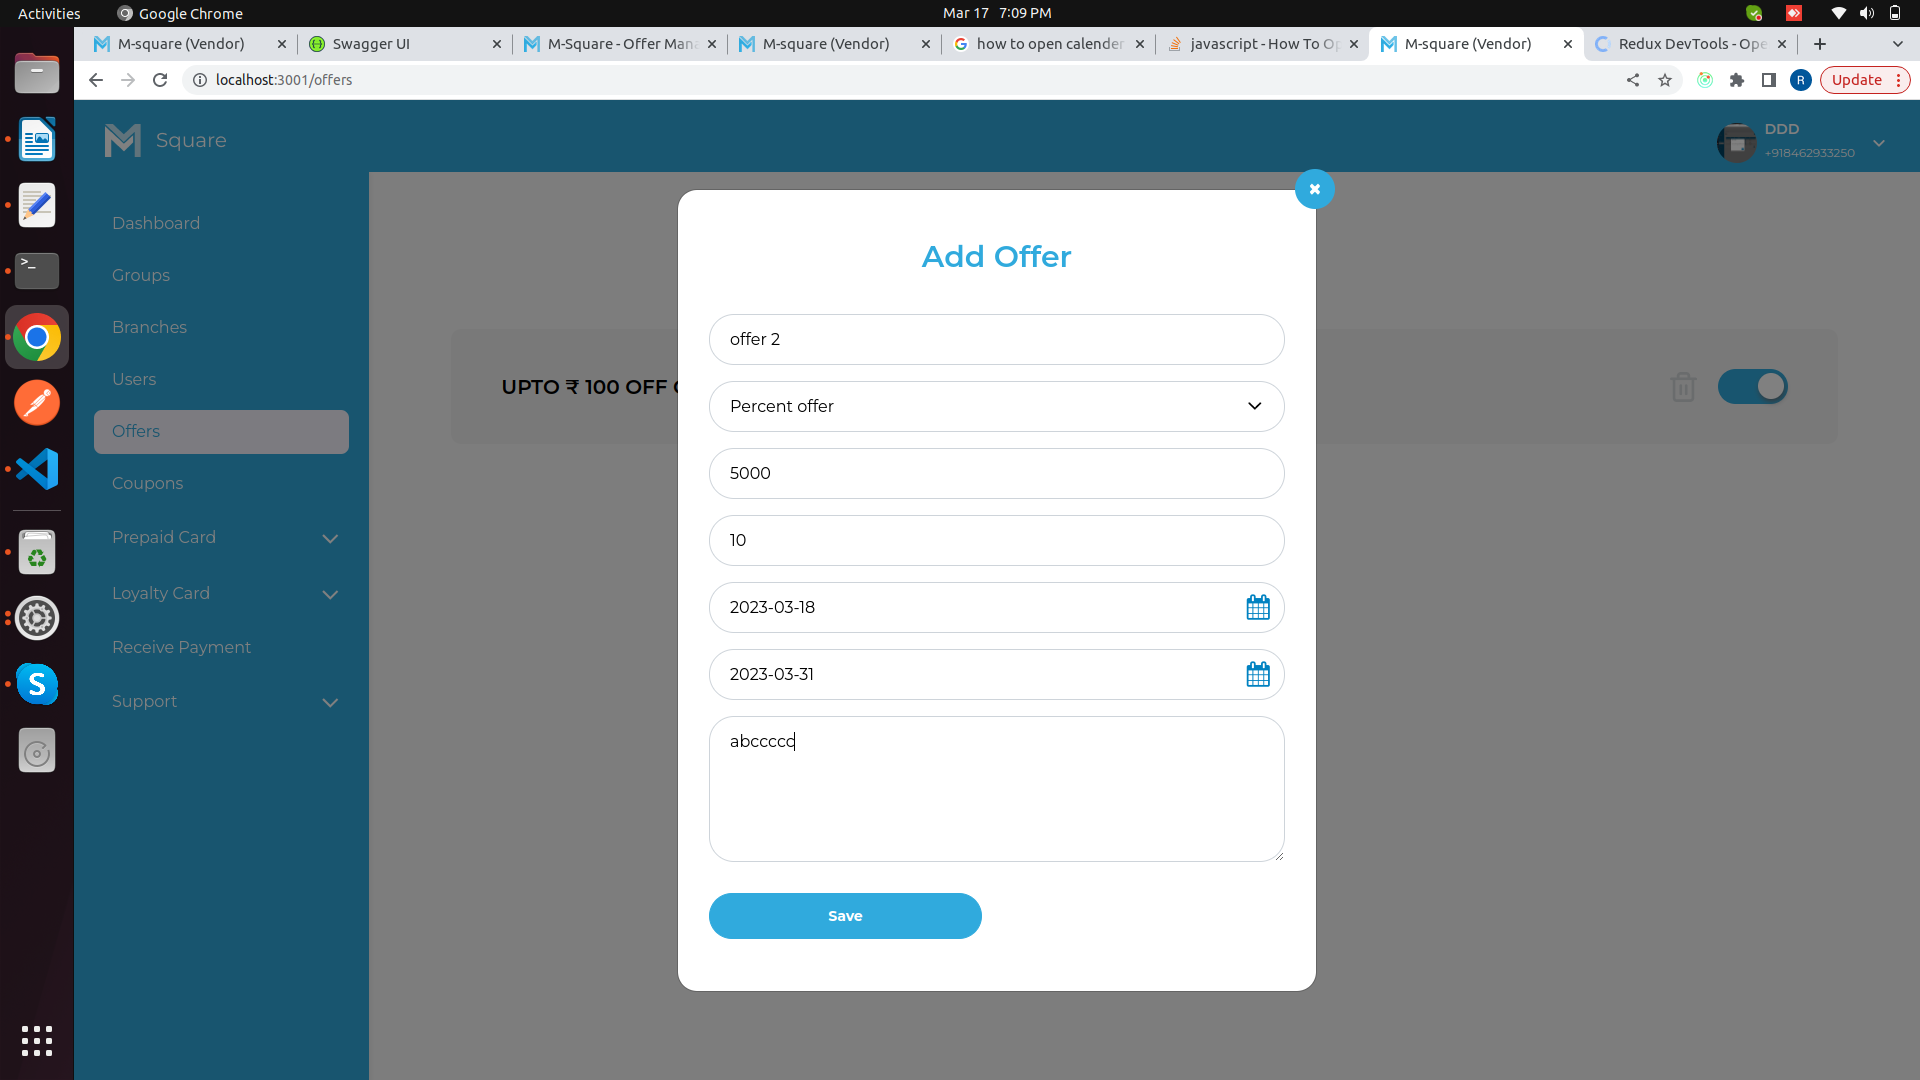 Activities
Google Chrome
Mar 17 7:09 PM
M-square (Vendor)
Swagger UI
M-Square - Offer Mana
M-square (Vendor)
how to open calender
javascript - How To Op
M-square (Vendor)
Redux DevTools - Ope
localhost:3001/offers
R
Update
Square
DDD
+918462933250
Dashboard
Groups
Branches
Users
Offers
Coupons
Prepaid Card
Loyalty Card
Receive Payment
Support
UPTO ₹ 100 OFF
Add Offer
offer 2
Percent offer
5000
10
2023-03-18
2023-03-31
abccccc
Save